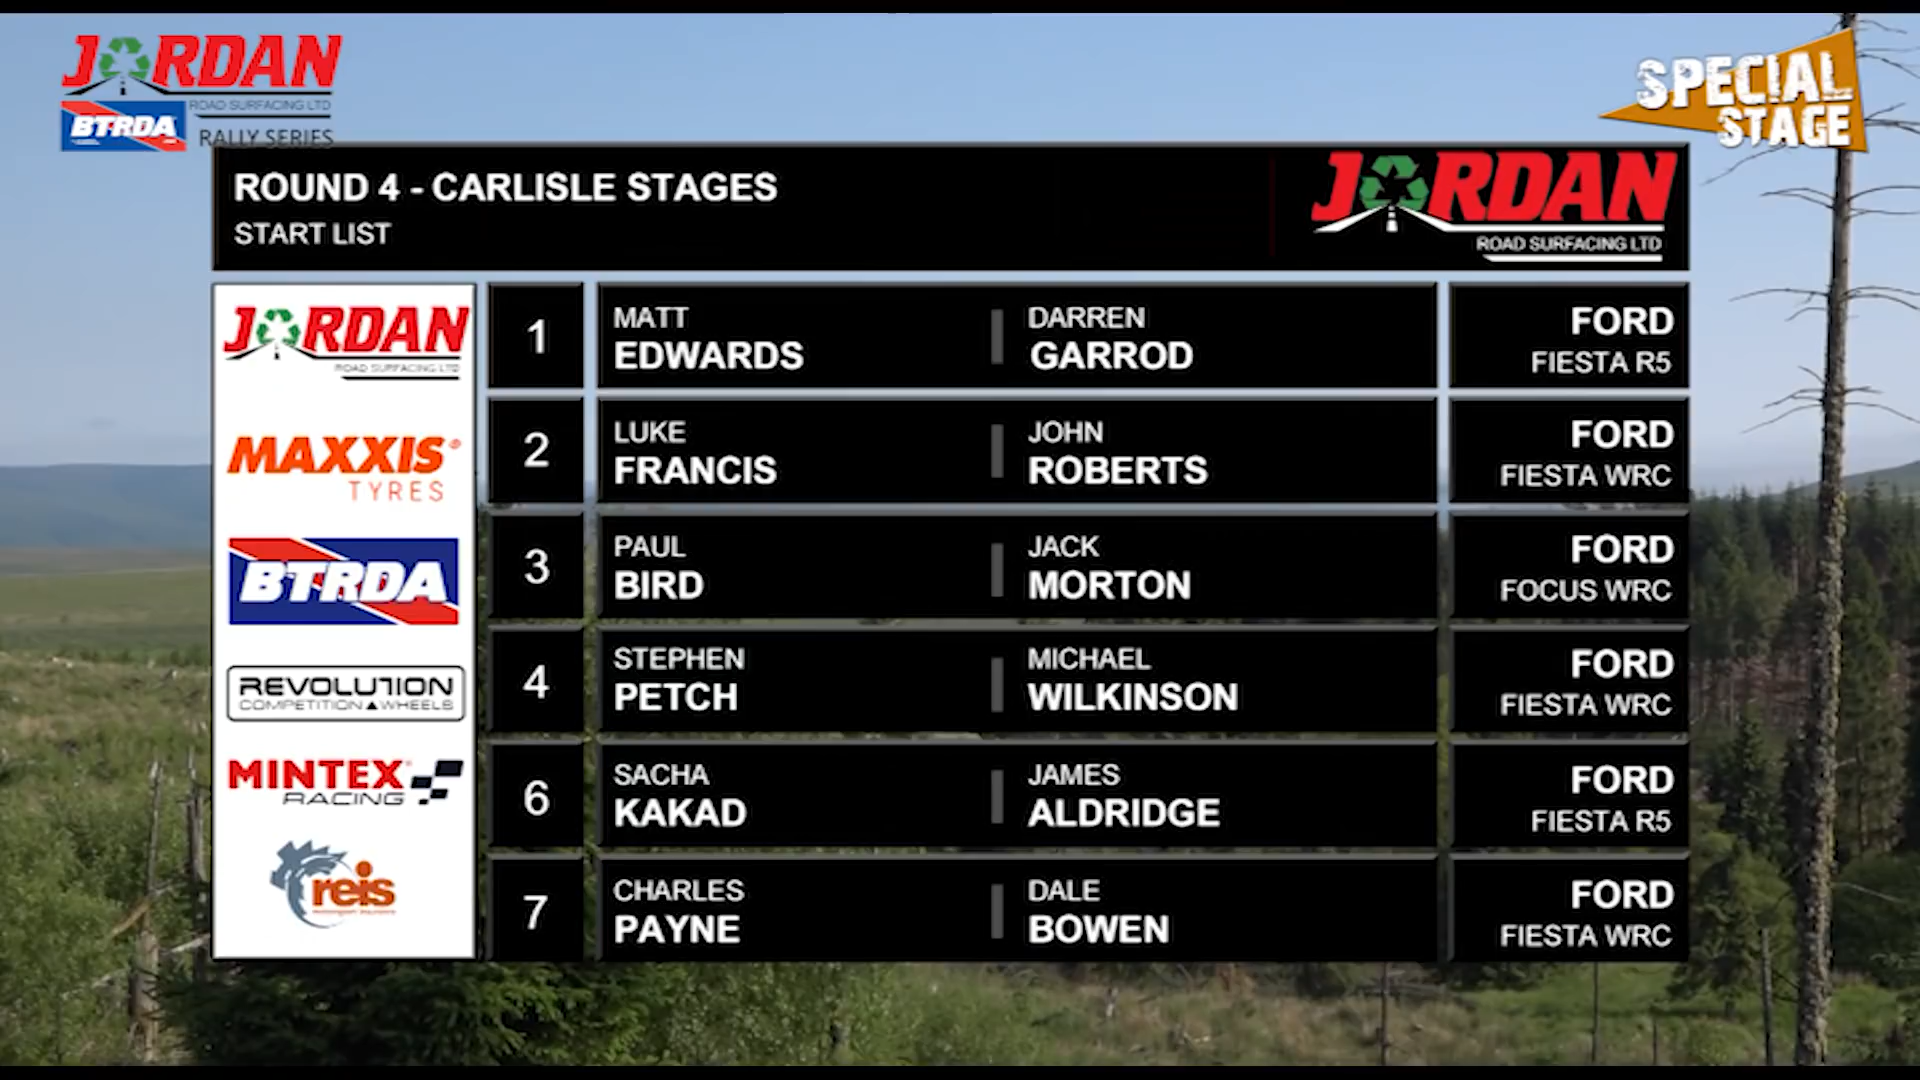 JORDAN
ROAD SURFACING LTD
BTRDA
RALLY SERIES
SPECIAL
STAGE
ROUND 4 - CARLISLE STAGES
START LIST
JORDAN
ROAD SURFACING LTD
JORDAN
ROAD SURFACING LTD
MAXXIS®
TYRES
BTRDA
REVOLUTION
COMPETITION WHEELS
MINTEX
RACING
reis
1
MATT
EDWARDS
DARREN
GARROD
FORD
FIESTA R5
2
LUKE
FRANCIS
JOHN
ROBERTS
FORD
FIESTA WRC
3
PAUL
BIRD
JACK
MORTON
FORD
FOCUS WRC
4
STEPHEN
PETCH
MICHAEL
WILKINSON
FORD
FIESTA WRC
6
SACHA
KAKAD
JAMES
ALDRIDGE
FORD
FIESTA R5
7
CHARLES
PAYNE
DALE
BOWEN
FORD
FIESTA WRC